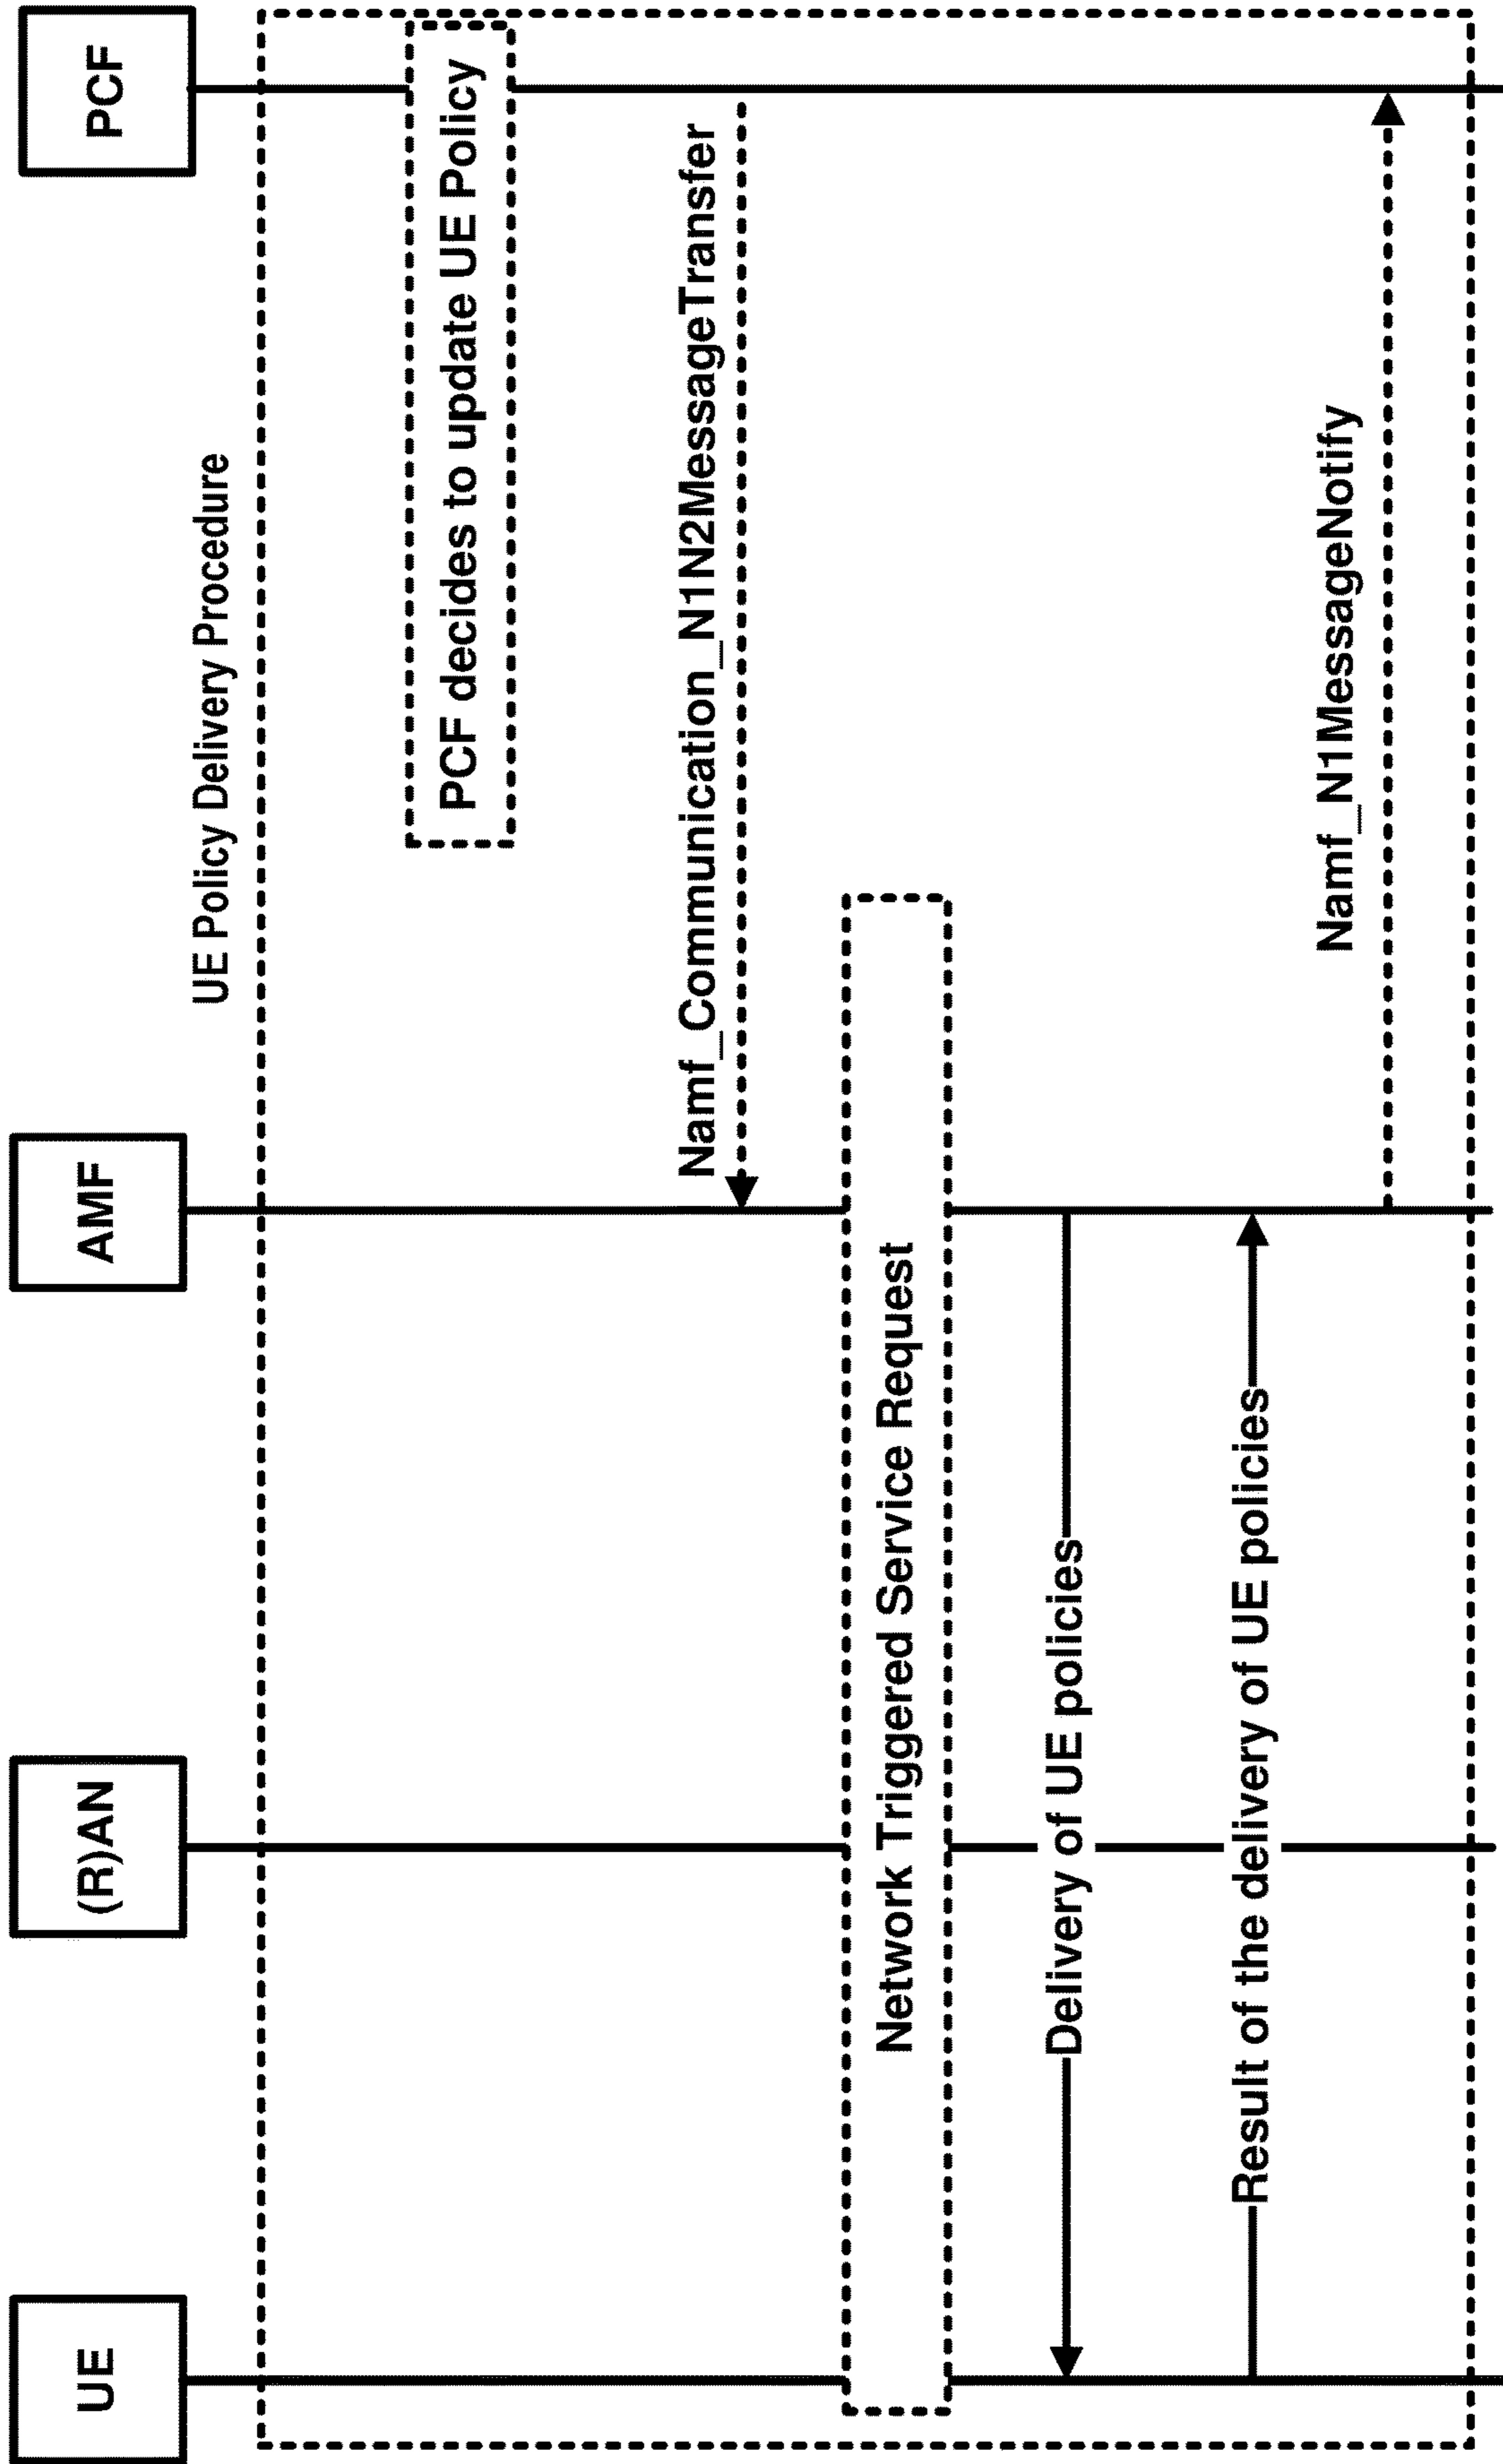 UE
(R)AN
AMF
PCF
UE Policy Delivery Procedure
PCF decides to update UE Policy
Namf_Communication_N1N2MessageTransfer
Network Triggered Service Request
Delivery of UE policies
Result of the delivery of UE policies
Namf_N1MessageNotify